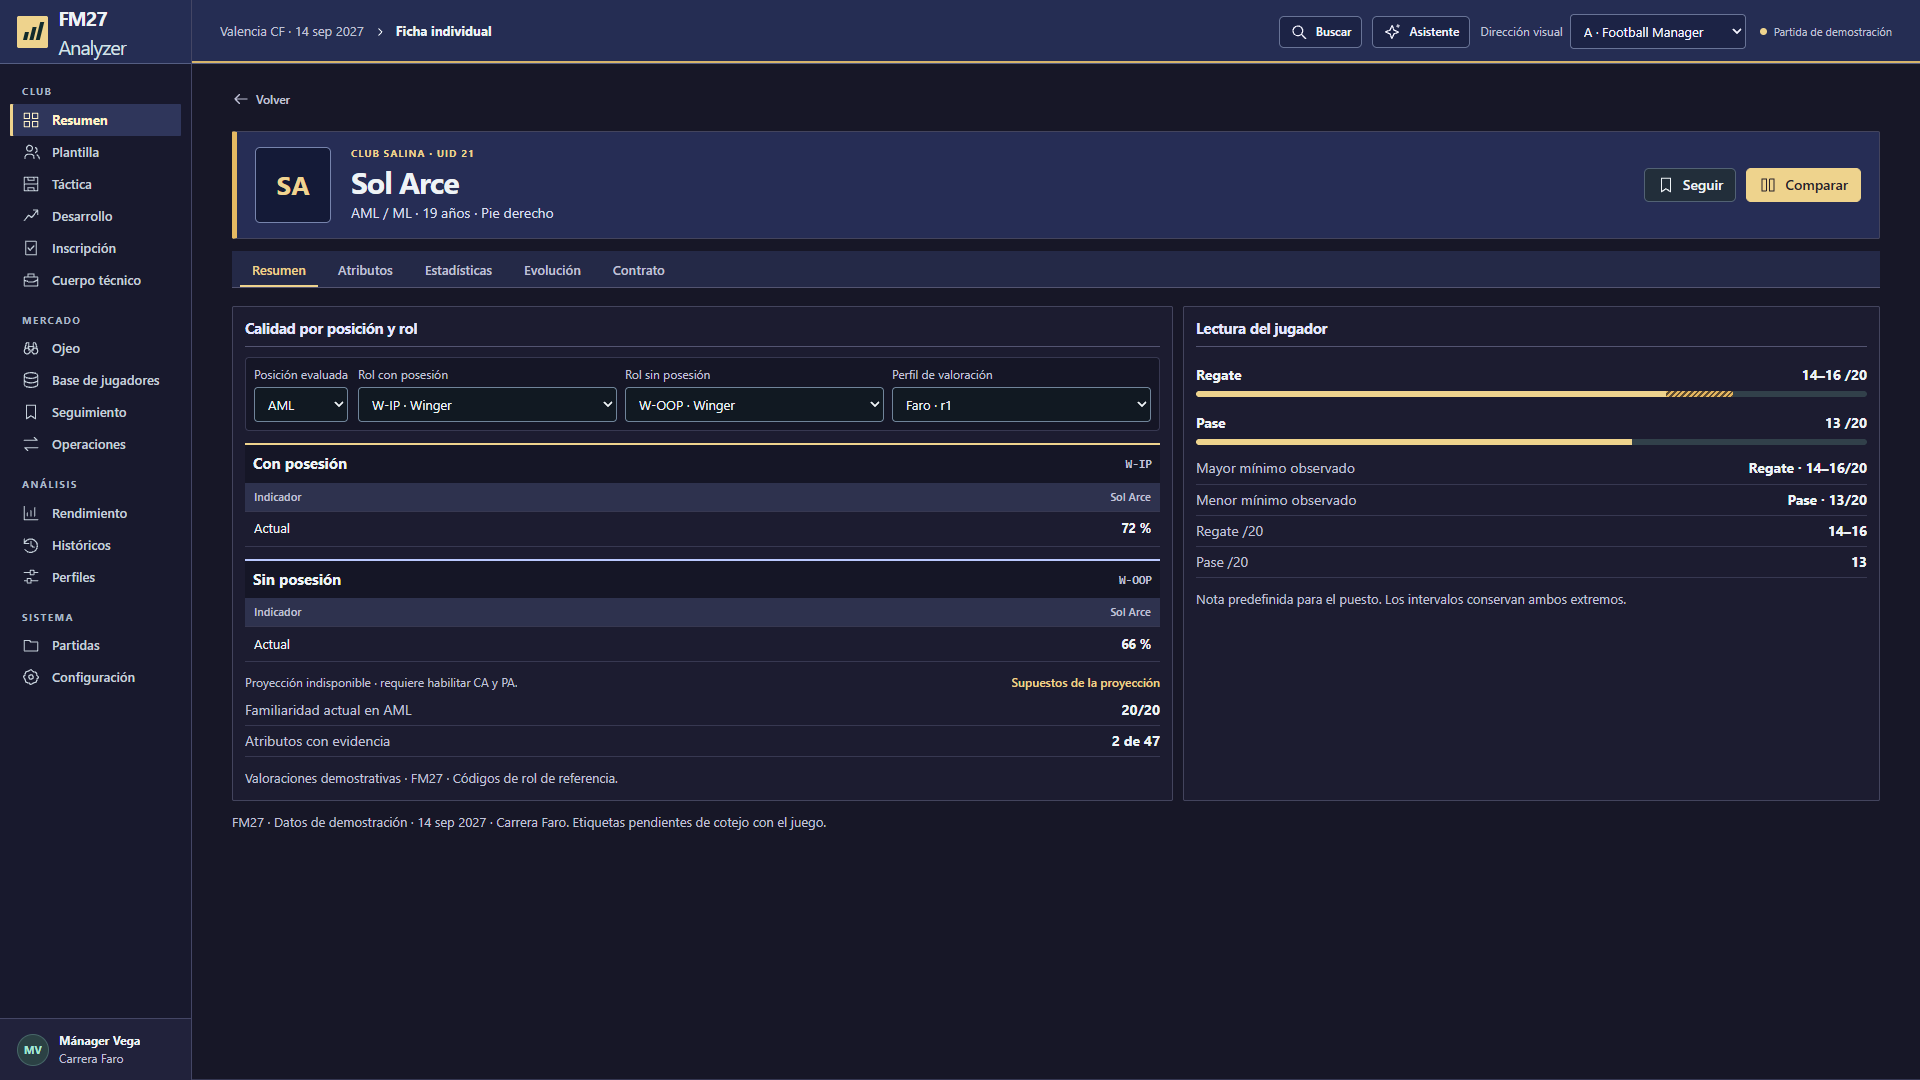 FM27
Analyzer
Valencia CF · 14 sep 2027 › Ficha individual
Buscar
Asistente
Dirección visual
A · Football Manager
Partida de demostración
CLUB
Resumen
Plantilla
Táctica
Desarrollo
Inscripción
Cuerpo técnico
MERCADO
Ojeo
Base de jugadores
Seguimiento
Operaciones
ANÁLISIS
Rendimiento
Históricos
Perfiles
SISTEMA
Partidas
Configuración
MV
Mánager Vega
Carrera Faro
Volver
SA
CLUB SALINA · UID 21
Sol Arce
AML / ML · 19 años · Pie derecho
Seguir
Comparar
Resumen Atributos Estadísticas Evolución Contrato
Calidad por posición y rol
Posición evaluada Rol con posesión Rol sin posesión Perfil de valoración
AML W-IP · Winger W-OOP · Winger Faro · r1
Con posesión W-IP
Indicador Sol Arce
Actual 72 %
Sin posesión W-OOP
Indicador Sol Arce
Actual 66 %
Proyección indisponible · requiere habilitar CA y PA. Supuestos de la proyección
Familiaridad actual en AML 20/20
Atributos con evidencia 2 de 47
Valoraciones demostrativas · FM27 · Códigos de rol de referencia.
Lectura del jugador
Regate 14–16 /20
Pase 13 /20
Mayor mínimo observado Regate · 14–16/20
Menor mínimo observado Pase · 13/20
Regate /20 14–16
Pase /20 13
Nota predefinida para el puesto. Los intervalos conservan ambos extremos.
FM27 · Datos de demostración · 14 sep 2027 · Carrera Faro. Etiquetas pendientes de cotejo con el juego.